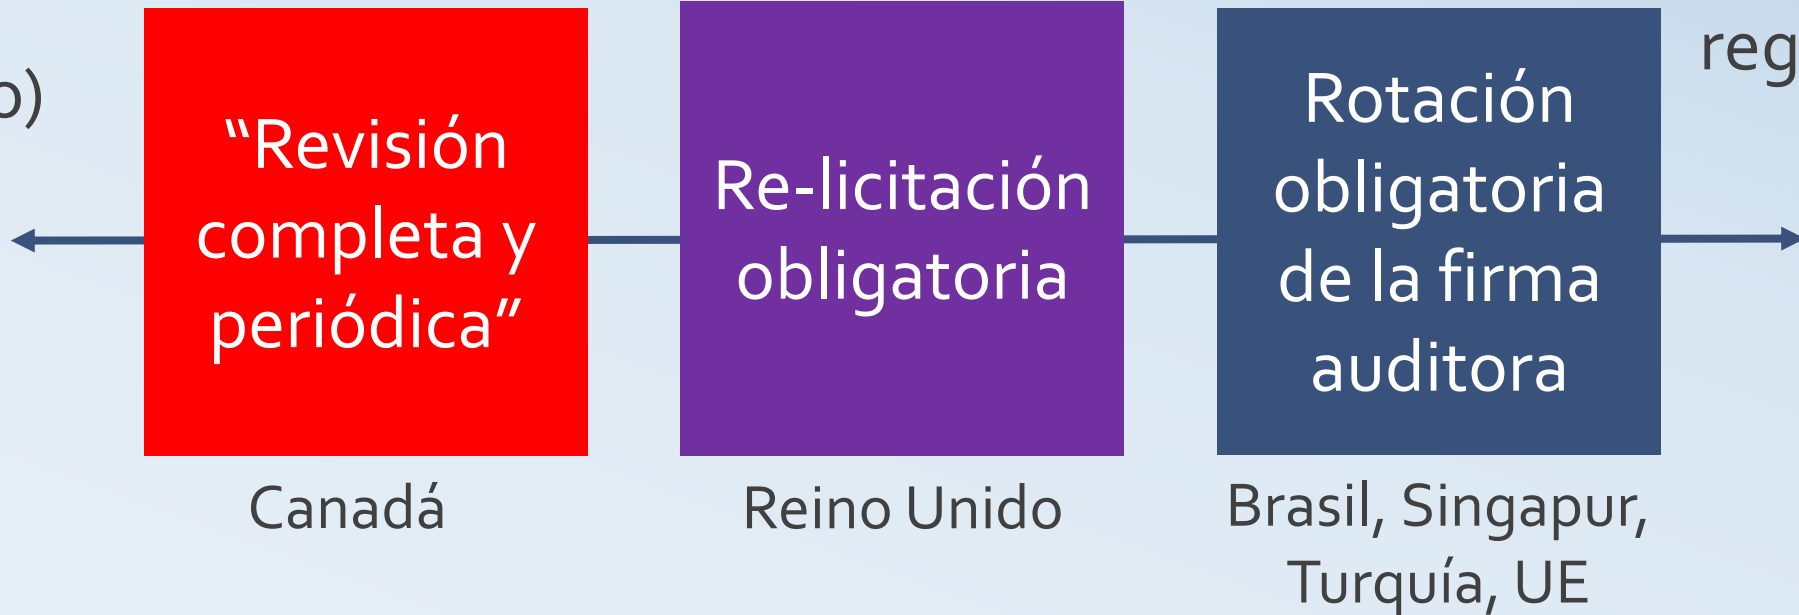 “Revisión
completa y
periódica”
Canadá
Re-licitación
obligatoria
Reino Unido
Rotación
obligatoria
de la firma
auditora
Brasil, Singapur,
Turquía, UE